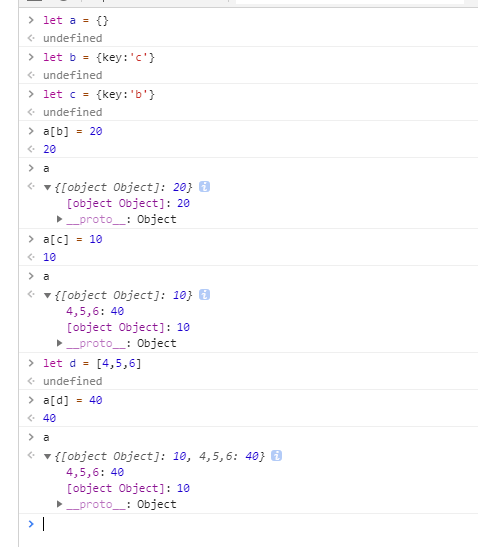 let a = {}
undefined
let b = {key:'c'}
undefined
let c = {key:'b'}
undefined
a[b] = 20
20
a
{[object Object]: 20}
[object Object]: 20
__proto__: Object
a[c] = 10
10
a
{[object Object]: 10}
4,5,6: 40
[object Object]: 10
__proto__: Object
let d = [4,5,6]
undefined
a[d] = 40
40
a
{[object Object]: 10, 4,5,6: 40}
4,5,6: 40
[object Object]: 10
__proto__: Object